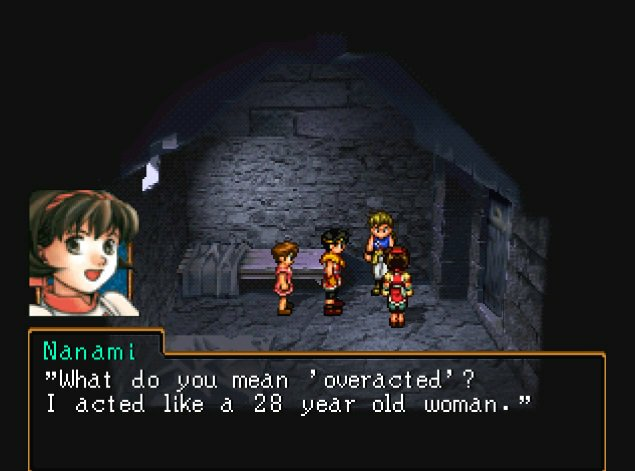 Nanami
”What do you mean ’overacted’?
I acted like a 28 year old woman.”